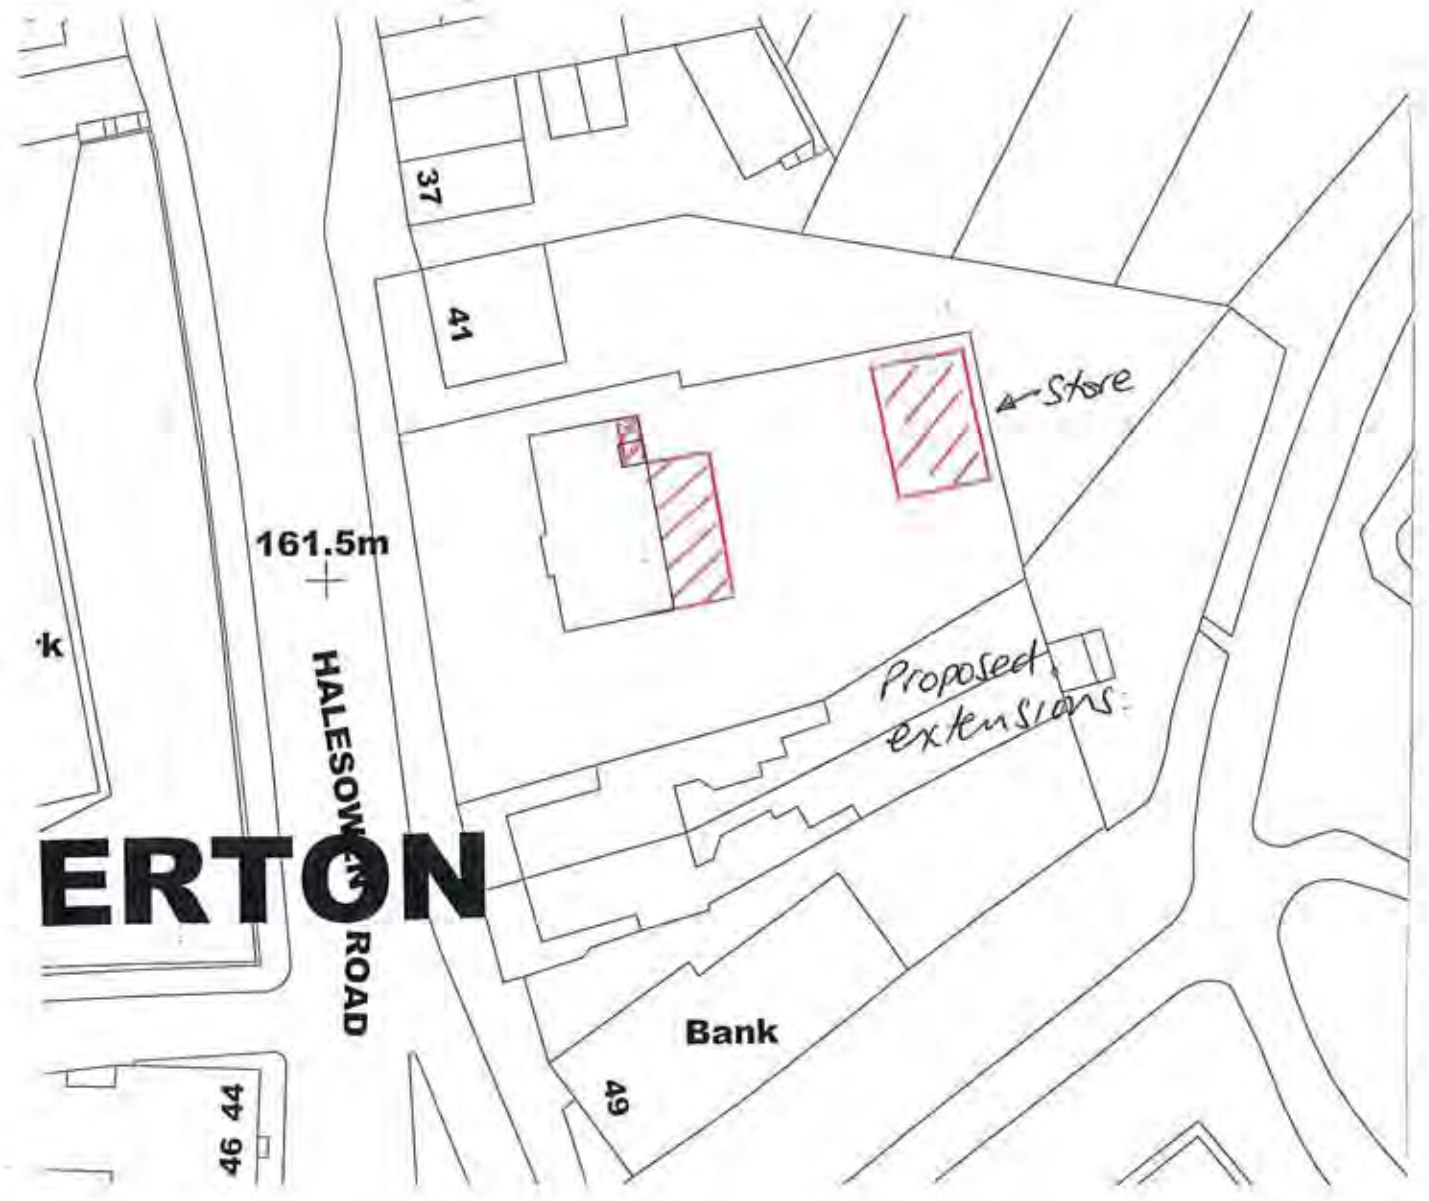 37
41
Store
161.5m
·k
HALESOWEN ROAD
Proposed
extensions:
ERTON
Bank
49
44
46